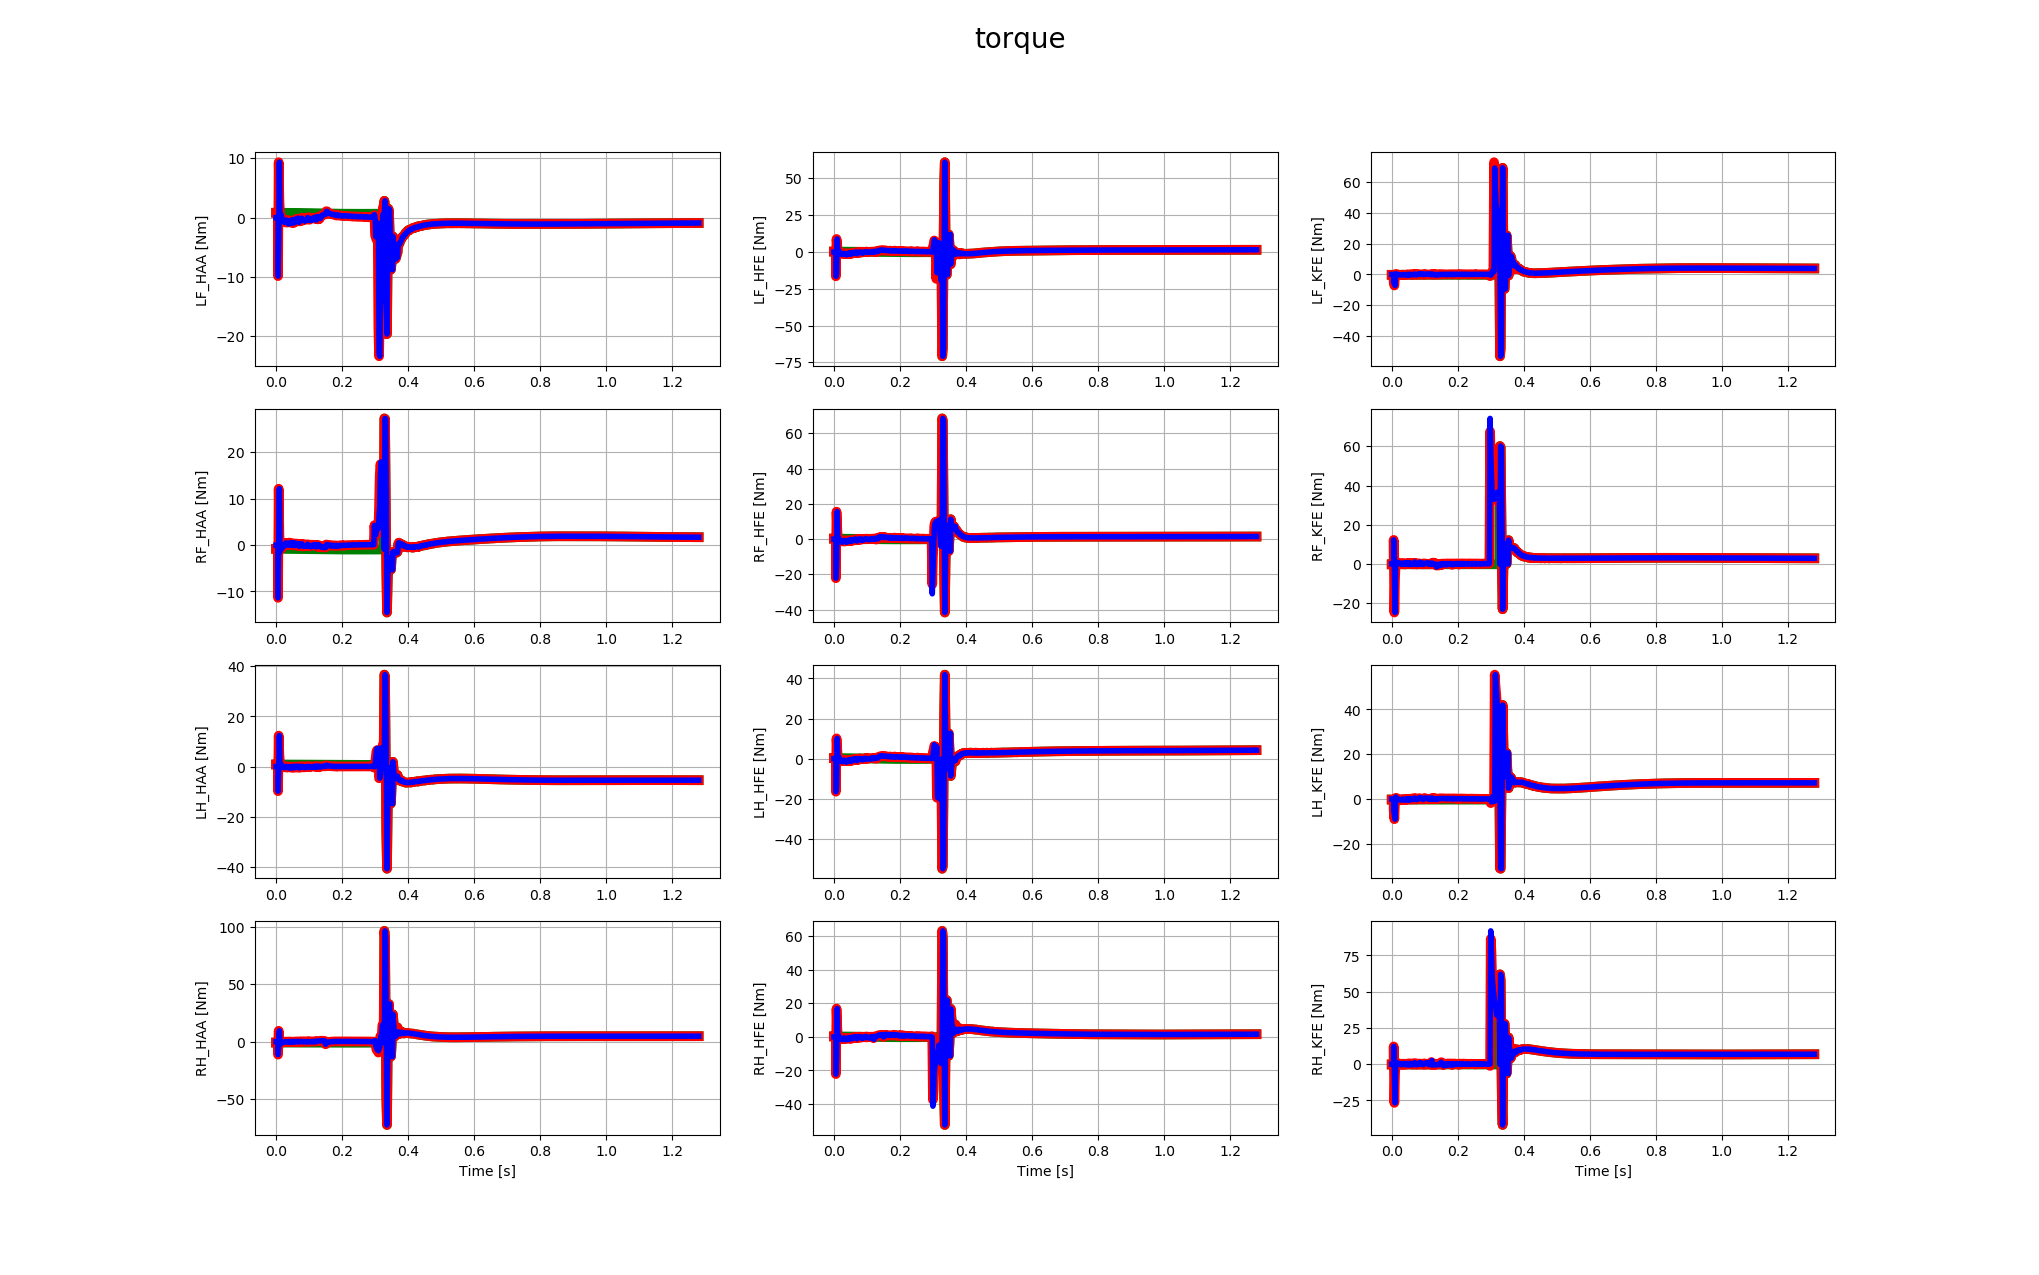 torque
LF_HAA [Nm]
10
0
−10
−20
0.0 0.2 0.4 0.6 0.8 1.0 1.2
LF_HFE [Nm]
50
25
0
−25
−50
−75
0.0 0.2 0.4 0.6 0.8 1.0 1.2
LF_KFE [Nm]
60
40
20
0
−20
−40
0.0 0.2 0.4 0.6 0.8 1.0 1.2
RF_HAA [Nm]
20
10
0
−10
0.0 0.2 0.4 0.6 0.8 1.0 1.2
RF_HFE [Nm]
60
40
20
0
−20
−40
0.0 0.2 0.4 0.6 0.8 1.0 1.2
RF_KFE [Nm]
60
40
20
0
−20
0.0 0.2 0.4 0.6 0.8 1.0 1.2
LH_HAA [Nm]
40
20
0
−20
−40
0.0 0.2 0.4 0.6 0.8 1.0 1.2
LH_HFE [Nm]
40
20
0
−20
−40
0.0 0.2 0.4 0.6 0.8 1.0 1.2
LH_KFE [Nm]
40
20
0
−20
0.0 0.2 0.4 0.6 0.8 1.0 1.2
RH_HAA [Nm]
100
50
0
−50
0.0 0.2 0.4 0.6 0.8 1.0 1.2
Time [s]
RH_HFE [Nm]
60
40
20
0
−20
−40
0.0 0.2 0.4 0.6 0.8 1.0 1.2
Time [s]
RH_KFE [Nm]
75
50
25
0
−25
0.0 0.2 0.4 0.6 0.8 1.0 1.2
Time [s]